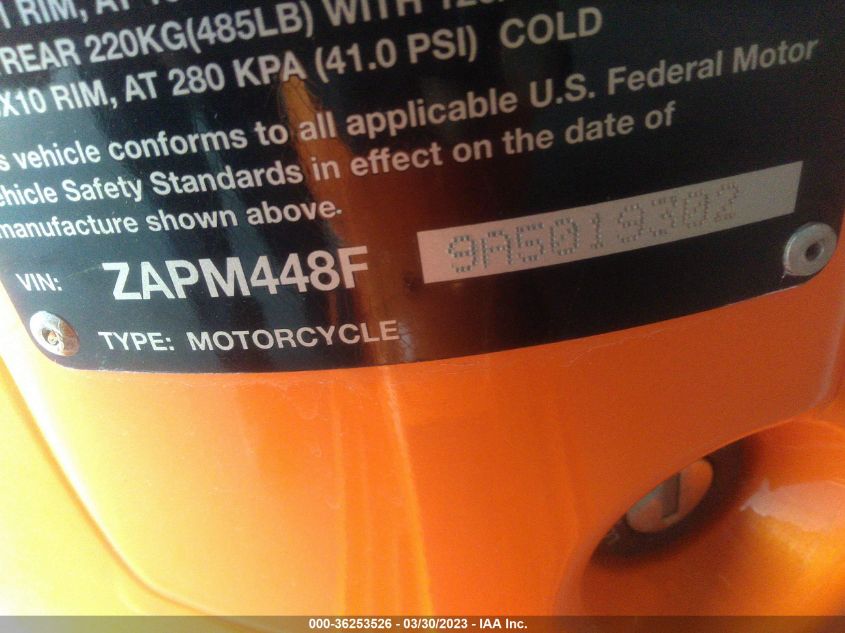 RIM, AT
REAR 220KG(485LB) WITH
X10 RIM, AT 280 KPA (41.0 PSI) COLD
vehicle conforms to all applicable U.S. Federal Motor
Safety Standards in effect on the date of
manufacture shown above.
VIN: ZAPM448F 9A5019302
TYPE: MOTORCYCLE
000-36253526 - 03/30/2023 - IAA Inc.